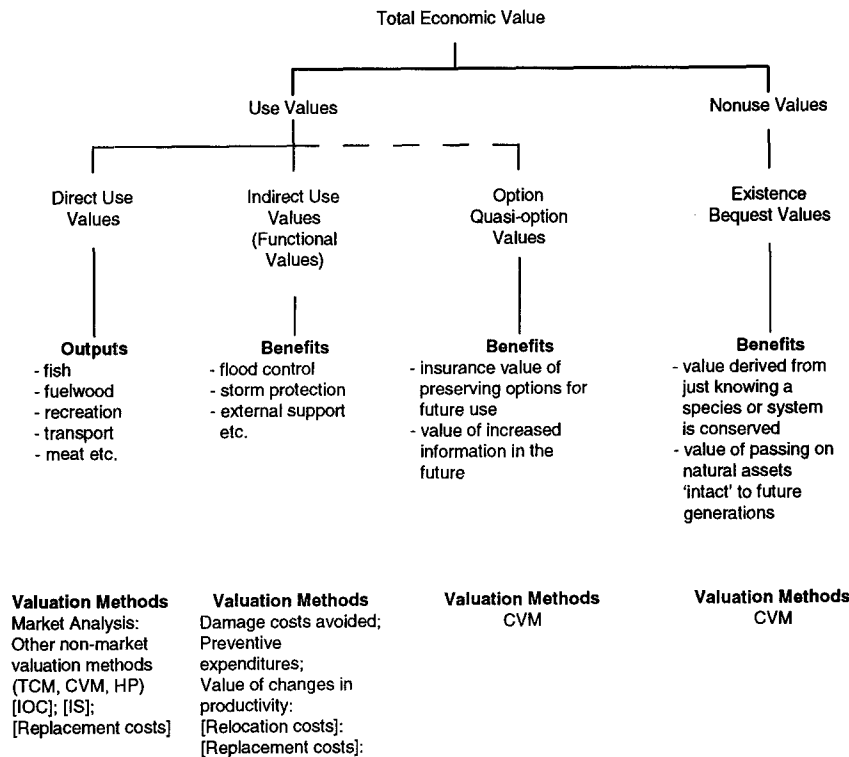 Total Economic Value
Use Values
Nonuse Values
Direct Use
Values
Indirect Use
Values
(Functional
Values)
Option
Quasi-option
Values
Existence
Bequest Values
Outputs
- fish
- fuelwood
- recreation
- transport
- meat etc.
Benefits
- flood control
- storm protection
- external support
etc.
Benefits
- insurance value of
preserving options for
future use
- value of increased
information in the
future
Benefits
- value derived from
just knowing a
species or system
is conserved
- value of passing on
natural assets
'intact' to future
generations
Valuation Methods
Market Analysis:
Other non-market
valuation methods
(TCM, CVM, HP)
[IOC]; [IS];
[Replacement costs]
Valuation Methods
Damage costs avoided;
Preventive
expenditures;
Value of changes in
productivity:
[Relocation costs]:
[Replacement costs]:
Valuation Methods
CVM
Valuation Methods
CVM